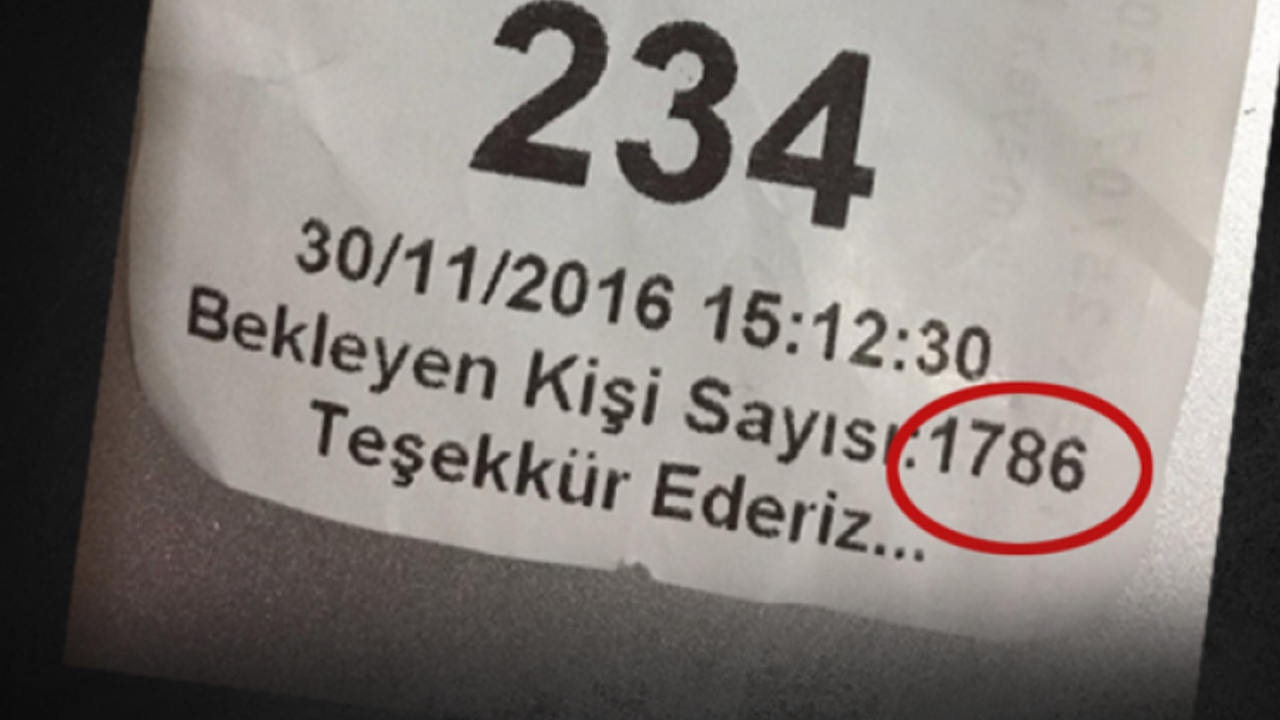 234
30/11/2016 15:12:30
Bekleyen Kişi Sayısı:1786
Teşekkür Ederiz...